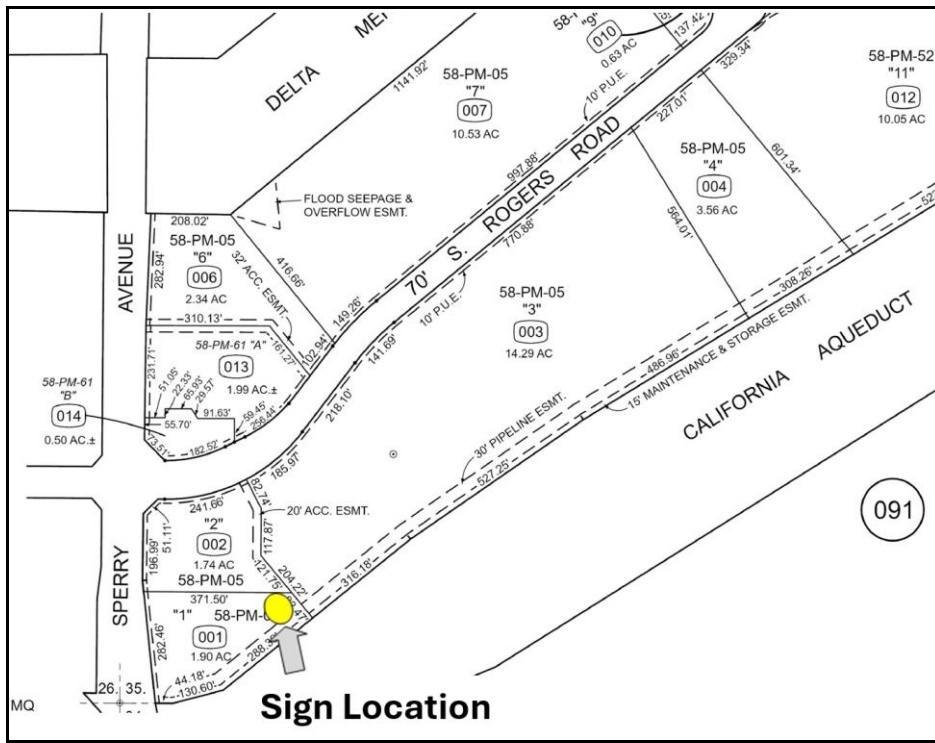 DELTA
1141.92'
58-PM-05
"7"
007
10.53 AC
"9"
010
0.63 AC
137.42'
329.34'
10' P.U.E.
997.88'
227.01'
58-PM-52
"11"
012
10.05 AC
601.34'
58-PM-05
"4"
004
3.56 AC
564.01'
70' S. ROGERS ROAD
770.88'
FLOOD SEEPAGE &
OVERFLOW ESMT.
208.02'
58-PM-05
"6"
006
2.34 AC
AVENUE
282.94'
416.66'
32' ACC. ESMT.
149.26'
10' P.U.E.
58-PM-05
"3"
003
14.29 AC
308.26'
310.13'
161.27'
102.94'
141.69'
486.96'
15' MAINTENANCE & STORAGE ESMT.
CALIFORNIA AQUEDUCT
58-PM-61 "A"
013
1.99 AC.±
231.71'
58-PM-61
"B"
014
0.50 AC.±
51.05'
22.33'
65.93'
29.57'
91.63'
55.70'
59.45'
256.44'
218.10'
73.51'
182.52'
185.97'
30' PIPELINE ESMT.
527.25'
091
241.66'
82.74'
51.11'
"2"
002
1.74 AC
20' ACC. ESMT.
117.87'
196.99'
121.75'
204.22'
316.18'
58-PM-05
SPERRY
371.50'
"1"
001
1.90 AC
282.46'
44.18'
130.60'
26. 35.
MQ
Sign Location